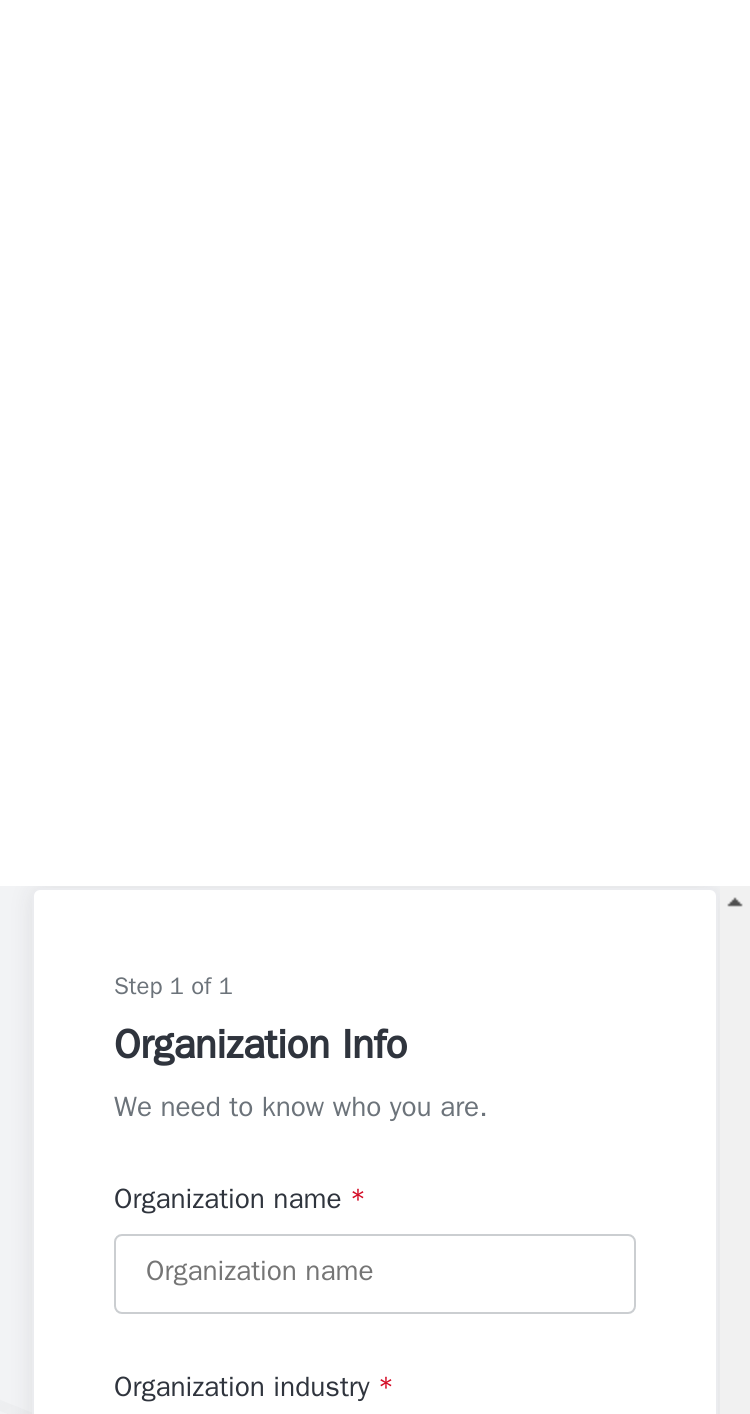 Step 1 of 1
Organization Info
We need to know who you are.
Organization name *
Organization name
Organization industry *